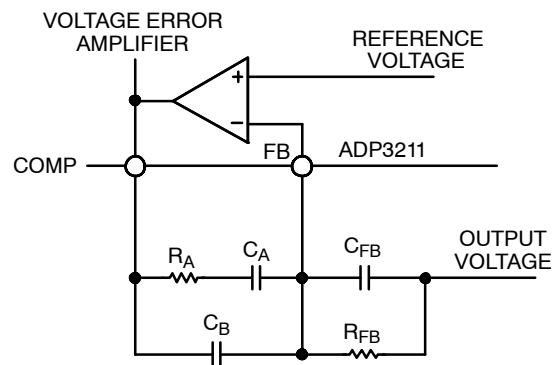 VOLTAGE ERROR
AMPLIFIER
REFERENCE
VOLTAGE
+
−
COMP
FB
ADP3211
RA
CA
CFB
OUTPUT
VOLTAGE
CB
RFB